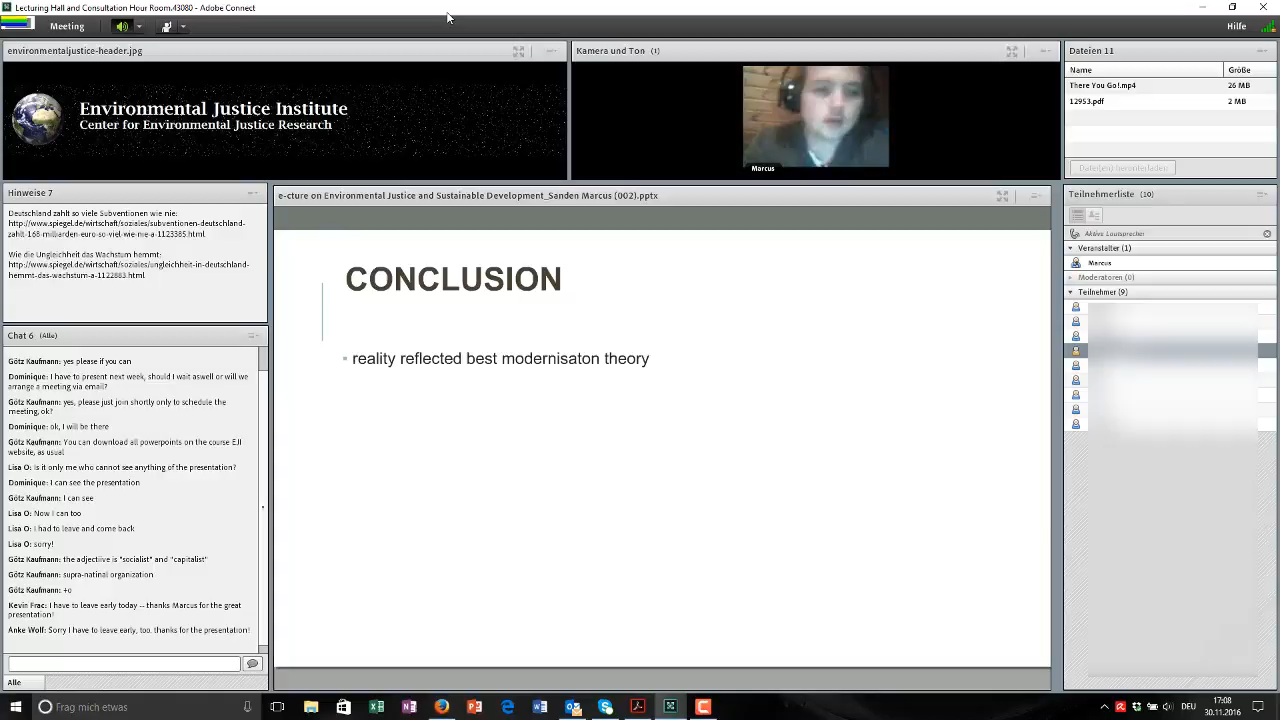 Lecturing Hall and Consultation Hour Room.43080 - Adobe Connect
Meeting
Hilfe
environmentaljustice-header.jpg
Environmental Justice Institute
Center for Environmental Justice Research
Kamera und Ton (1)
Marcus
Dateien 11
Name Größe
There You Go!.mp4 26 MB
12953.pdf 2 MB
Datei(en) herunterladen
Hinweise 7
Deutschland zahlt so viele Subventionen wie nie:
http://www.spiegel.de/wirtschaft/soziales/subventionen-deutschland-
zahlt-168-milliarden-euro-so-viel-wie-nie-a-1123385.html
Wie die Ungleichheit das Wachstum hemmt:
http://www.spiegel.de/wirtschaft/soziales/ungleichheit-in-deutschland-
hemmt-das-wachstum-a-1122883.html
Chat 6 (Alle)
Götz Kaufmann: yes please if you can
Dominique: I have to present next week, should I wait aswell or will we
arrange a meeting via email?
Götz Kaufmann: yes, please just join shortly only to schedule the
meeting, ok?
Dominique: ok, I will be there
Götz Kaufmann: You can download all powerpoints on the course EJI
website, as usual
Lisa O: Is it only me who cannot see anything of the presentation?
Dominique: I can see the presentation
Götz Kaufmann: I can see
Lisa O: Now I can too
Lisa O: I had to leave and come back
Lisa O: sorry!
Götz Kaufmann: the adjectiive is "socialist" and "capitalist"
Götz Kaufmann: supra-natinal organization
Götz Kaufmann: +o
Kevin Frac: I have to leave early today -- thanks Marcus for the great
presentation!
Anke Wolf: Sorry I have to leave early, too. thanks for the presentation!
Alle
e-cture on Environmental Justice and Sustainable Development_Sanden Marcus (002).pptx
CONCLUSION
reality reflected best modernisaton theory
Teilnehmerliste (10)
Aktive Lautsprecher
Veranstalter (1)
Marcus
Moderatoren (0)
Teilnehmer (9)
Frag mich etwas
DEU
17:08
30.11.2016